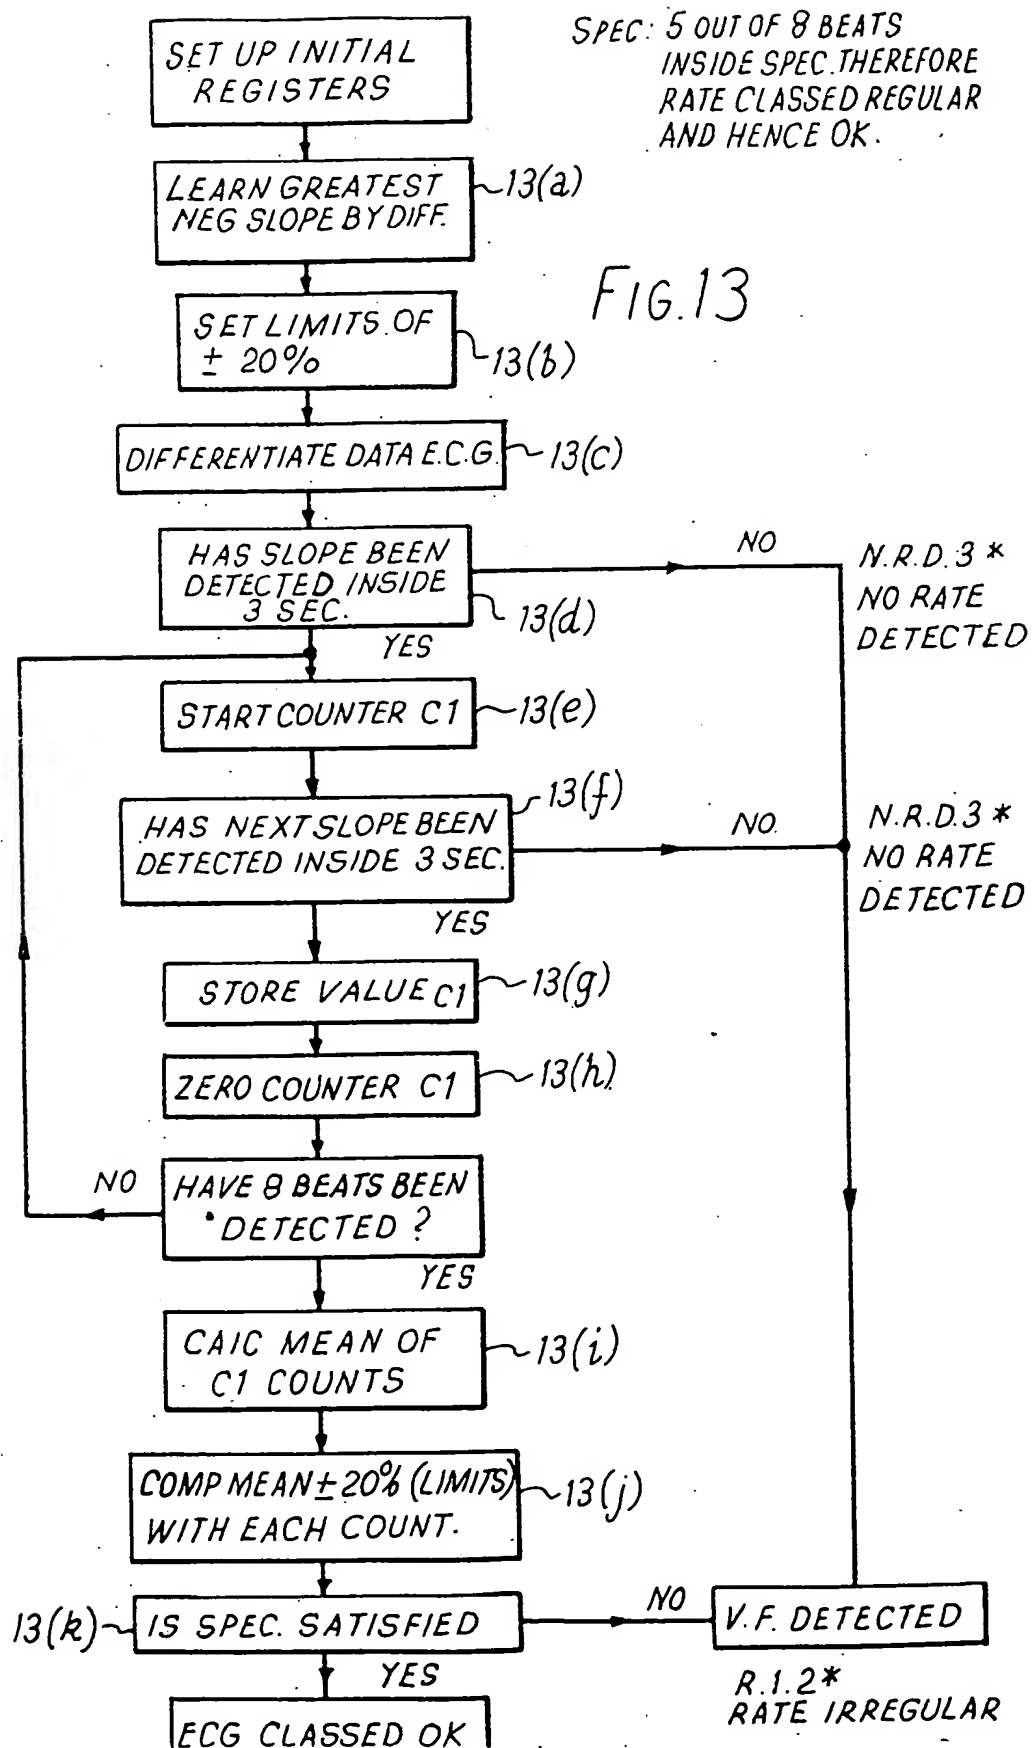 SPEC: 5 OUT OF 8 BEATS
INSIDE SPEC. THEREFORE
RATE CLASSED REGULAR
AND HENCE OK.
SET UP INITIAL
REGISTERS
LEARN GREATEST
NEG SLOPE BY DIFF.
13(a)
FIG. 13
SET LIMITS OF
± 20%
13(b)
DIFFERENTIATE DATA E.C.G.
13(c)
HAS SLOPE BEEN
DETECTED INSIDE
3 SEC.
13(d)
NO
N.R.D.3 *
NO RATE
DETECTED
YES
START COUNTER C1
13(e)
HAS NEXT SLOPE BEEN
DETECTED INSIDE 3 SEC.
13(f)
NO.
N.R.D.3 *
NO RATE
DETECTED
YES
STORE VALUE C1
13(g)
ZERO COUNTER C1
13(h)
HAVE 8 BEATS BEEN
DETECTED ?
NO
YES
CAIC MEAN OF
C1 COUNTS
13(i)
COMP MEAN ± 20% (LIMITS)
WITH EACH COUNT.
13(j)
13(k)
IS SPEC. SATISFIED
NO
V.F. DETECTED
YES
R.I.2*
RATE IRREGULAR
ECG CLASSED OK